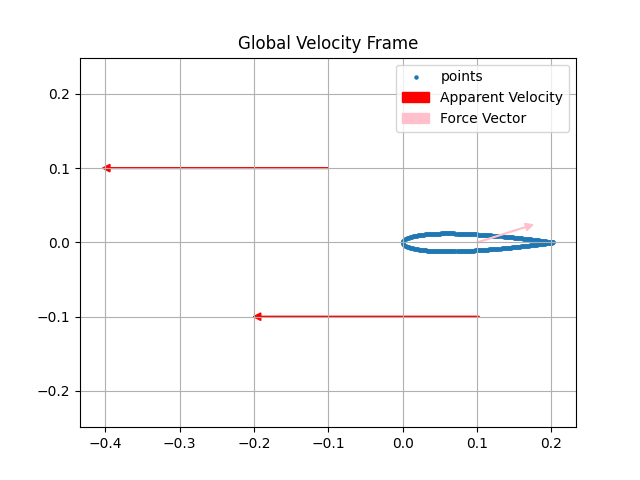 Global Velocity Frame
points
Apparent Velocity
Force Vector
0.2
0.1
0.0
−0.1
−0.2
−0.4 −0.3 −0.2 −0.1 0.0 0.1 0.2